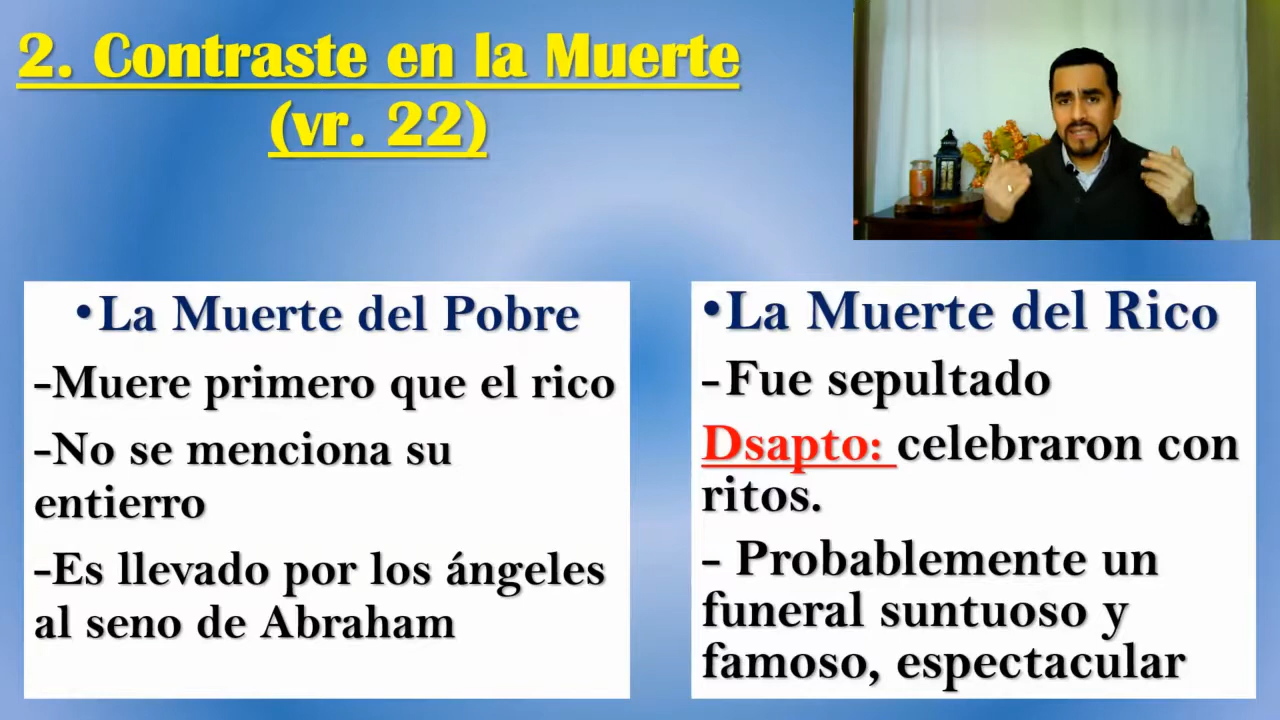 2. Contraste en la Muerte
(vr. 22)
•La Muerte del Pobre
-Muere primero que el rico
-No se menciona su
entierro
-Es llevado por los ángeles
al seno de Abraham
•La Muerte del Rico
-Fue sepultado
Dsapto: celebraron con
ritos.
- Probablemente un
funeral suntuoso y
famoso, espectacular